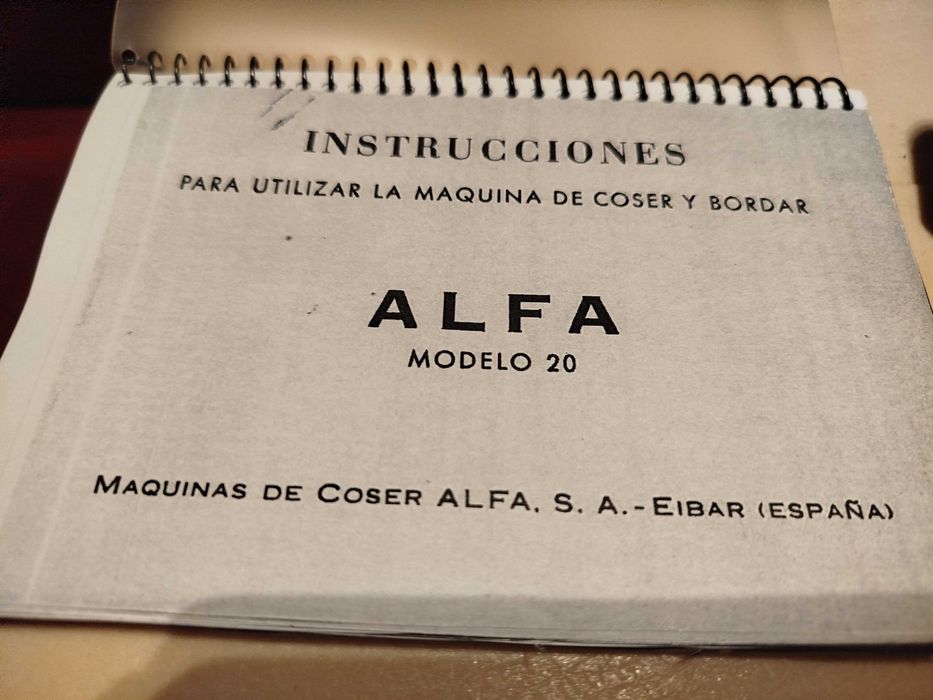 INSTRUCCIONES
PARA UTILIZAR LA MAQUINA DE COSER Y BORDAR
ALFA
MODELO 20
MAQUINAS DE COSER ALFA, S. A.-EIBAR (ESPAÑA)